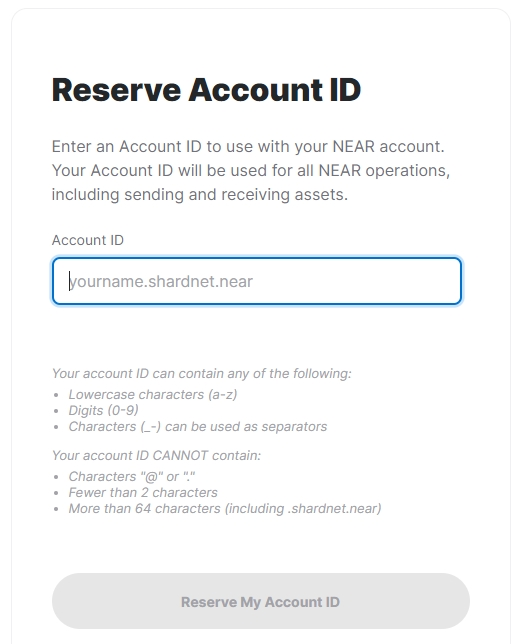 Reserve Account ID
Enter an Account ID to use with your NEAR account.
Your Account ID will be used for all NEAR operations,
including sending and receiving assets.
Account ID
yourname.shardnet.near
Your account ID can contain any of the following:
• Lowercase characters (a-z)
• Digits (0-9)
• Characters (_-) can be used as separators
Your account ID CANNOT contain:
• Characters "@" or "."
• Fewer than 2 characters
• More than 64 characters (including .shardnet.near)
Reserve My Account ID